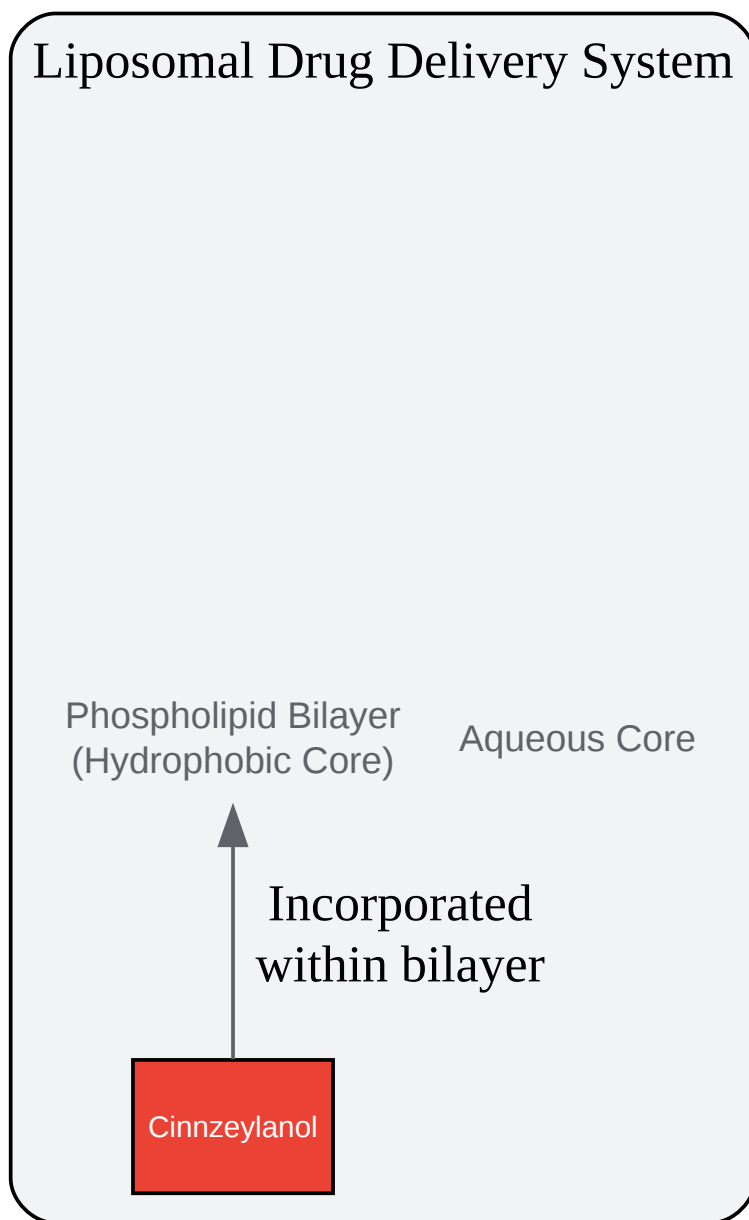 Liposomal Drug Delivery System
Phospholipid Bilayer
(Hydrophobic Core)
Aqueous Core
Incorporated
within bilayer
Cinnzeylanol